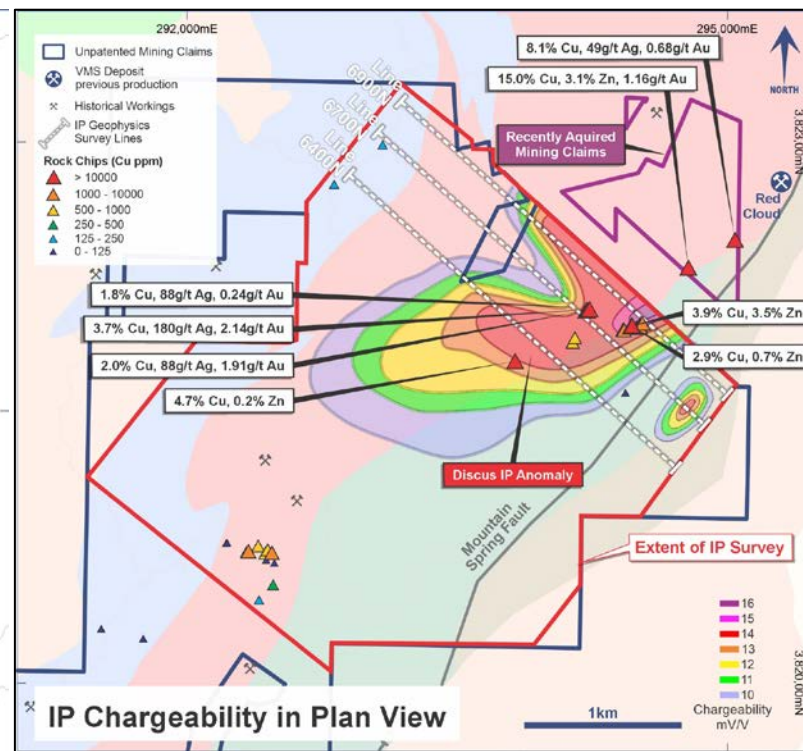 292,000mE
295,000mE
Unpatented Mining Claims
VMS Deposit
previous production
Historical Workings
IP Geophysics
Survey Lines
Rock Chips (Cu ppm)
> 10000
1000 - 10000
500 - 1000
250 - 500
125 - 250
0 - 125
Line
6900N
Line
6700N
Line
6400N
8.1% Cu, 49g/t Ag, 0.68g/t Au
15.0% Cu, 3.1% Zn, 1.16g/t Au
NORTH
Recently Aquired
Mining Claims
3,823,00mN
Red
Cloud
1.8% Cu, 88g/t Ag, 0.24g/t Au
3.7% Cu, 180g/t Ag, 2.14g/t Au
2.0% Cu, 88g/t Ag, 1.91g/t Au
4.7% Cu, 0.2% Zn
3.9% Cu, 3.5% Zn
2.9% Cu, 0.7% Zn
Discus IP Anomaly
Mountain
Spring Fault
Extent of IP Survey
16
15
14
13
12
11
10
Chargeability
mV/V
3,820,00mN
IP Chargeability in Plan View
1km